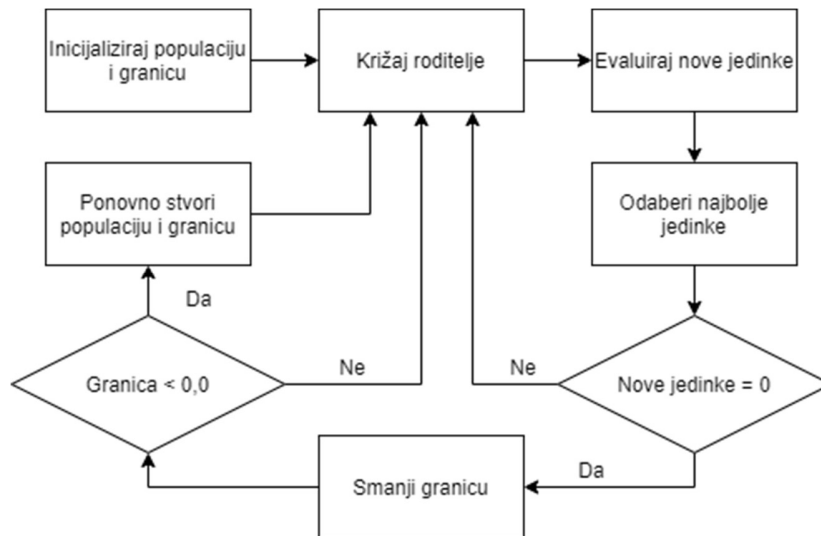 Inicijaliziraj populaciju
i granicu
Križaj roditelje
Evaluiraj nove jedinke
Ponovno stvori
populaciju i granicu
Odaberi najbolje
jedinke
Da
Granica < 0,0
Ne
Ne
Nove jedinke = 0
Smanji granicu
Da